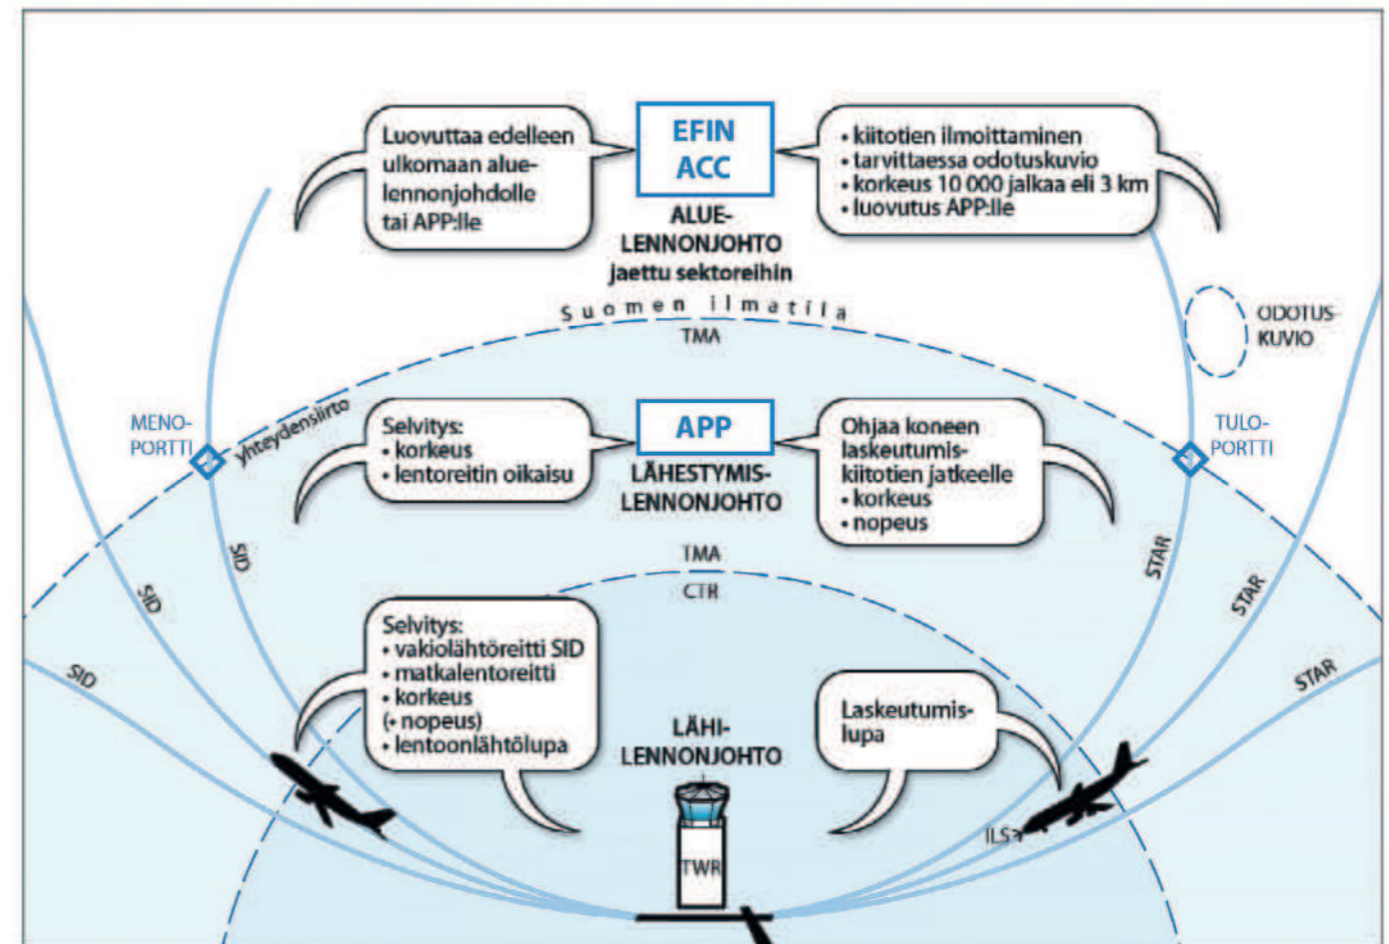 Luovuttaa edelleen
ulkomaan alue-
lennonjohdolle
tai APP:lle
EFIN
ACC
ALUE-
LENNONJOHTO
jaettu sektoreihin
• kiitotien ilmoittaminen
• tarvittaessa odotuskuvio
• korkeus 10 000 jalkaa eli 3 km
• luovutus APP:lle
Suomen ilmatila
TMA
ODOTUS-
KUVIO
MENO-
PORTTI
yhteydensiirto
Selvitys:
• korkeus
• lentoreitin oikaisu
APP
LÄHESTYMIS-
LENNONJOHTO
Ohjaa koneen
laskeutumis-
kiitotien jatkeelle
• korkeus
• nopeus
TULO-
PORTTI
SID
SID
SID
TMA
CTR
STAR
STAR
STAR
Selvitys:
• vakiolähtöreitti SID
• matkalentoreitti
• korkeus
(• nopeus)
• lentoonlähtölupa
LÄHI-
LENNONJOHTO
TWR
Laskeutumis-
lupa
ILS